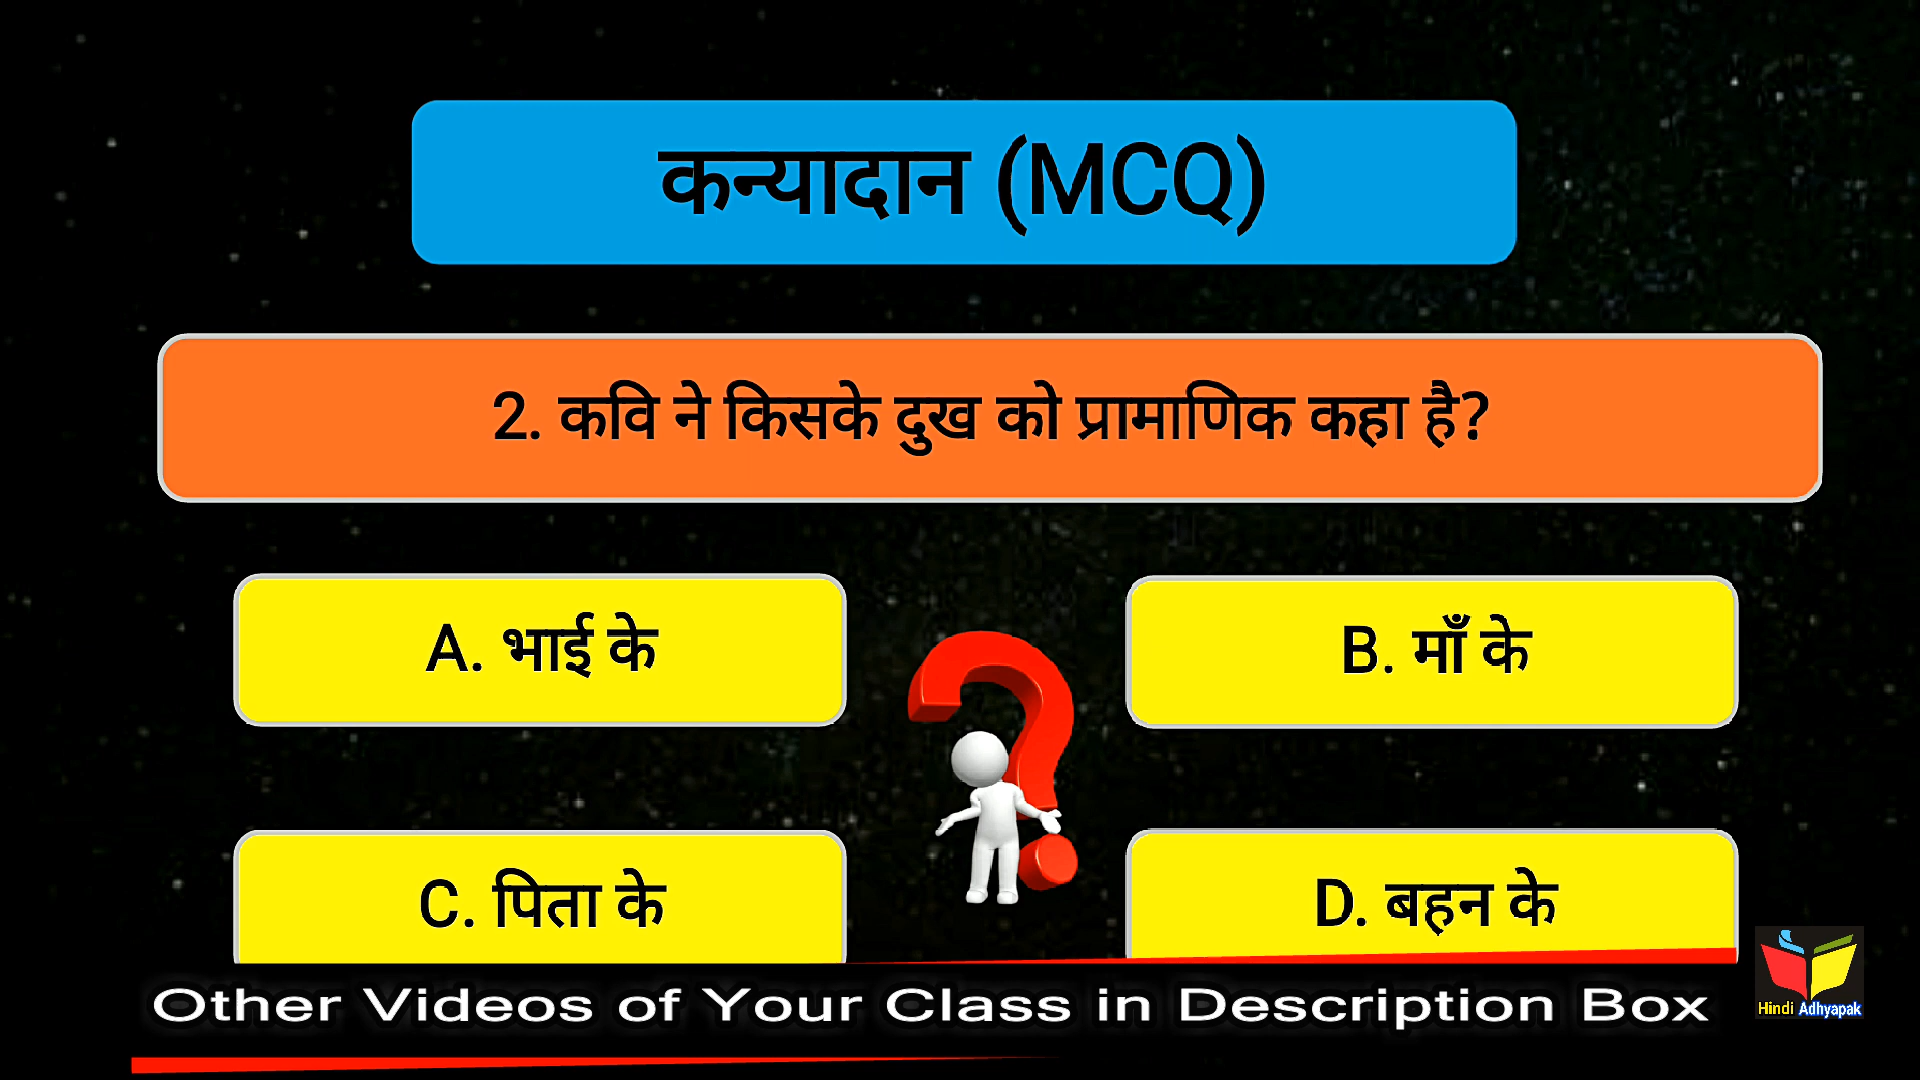 कन्यादान (MCQ)
2. कवि ने किसके दुख को प्रामाणिक कहा है?
A. भाई के
B. माँ के
C. पिता के
D. बहन के
Other Videos of Your Class in Description Box
Hindi Adhyapak